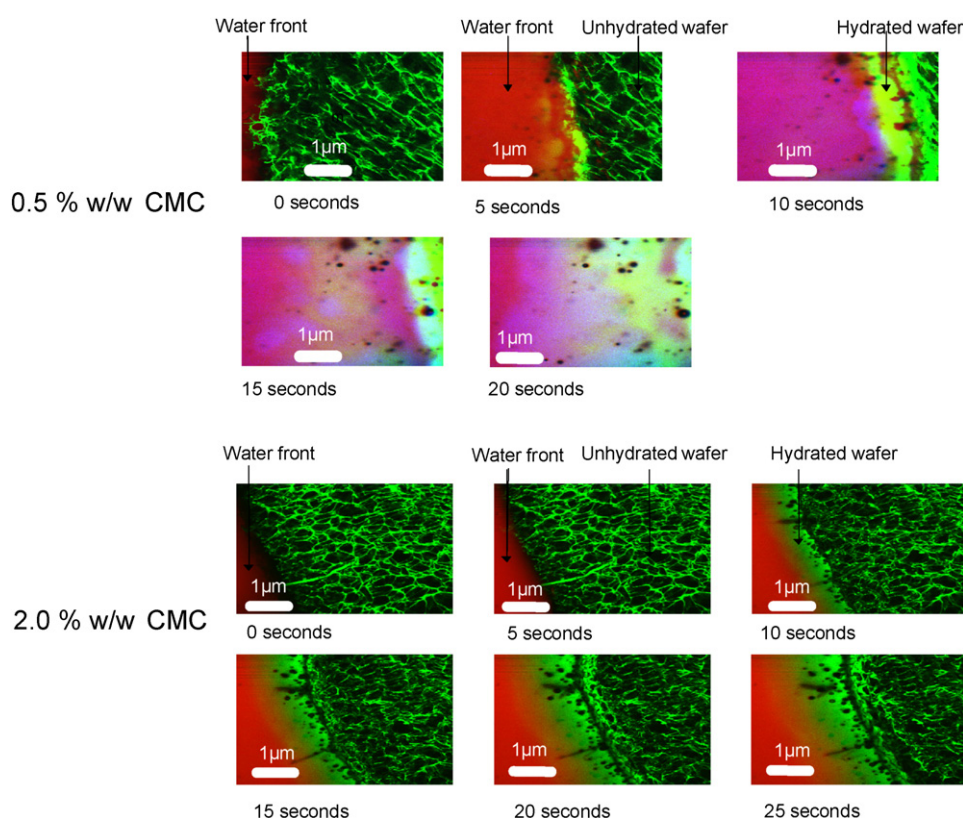 Water front
Water front
Unhydrated wafer
Hydrated wafer
1µm
1µm
1µm
0.5 % w/w CMC
0 seconds
5 seconds
10 seconds
1µm
1µm
15 seconds
20 seconds
Water front
Water front
Unhydrated wafer
Hydrated wafer
1µm
1µm
1µm
2.0 % w/w CMC
0 seconds
5 seconds
10 seconds
1µm
1µm
1µm
15 seconds
20 seconds
25 seconds